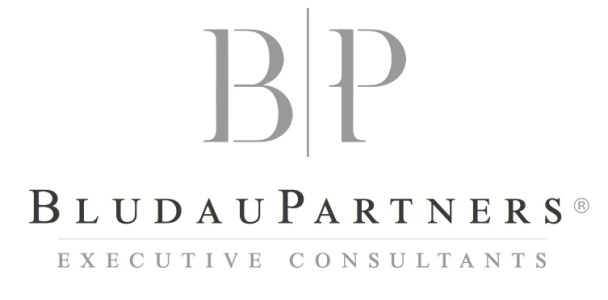 B|P
BLUDAUPARTNERS®
EXECUTIVE CONSULTANTS